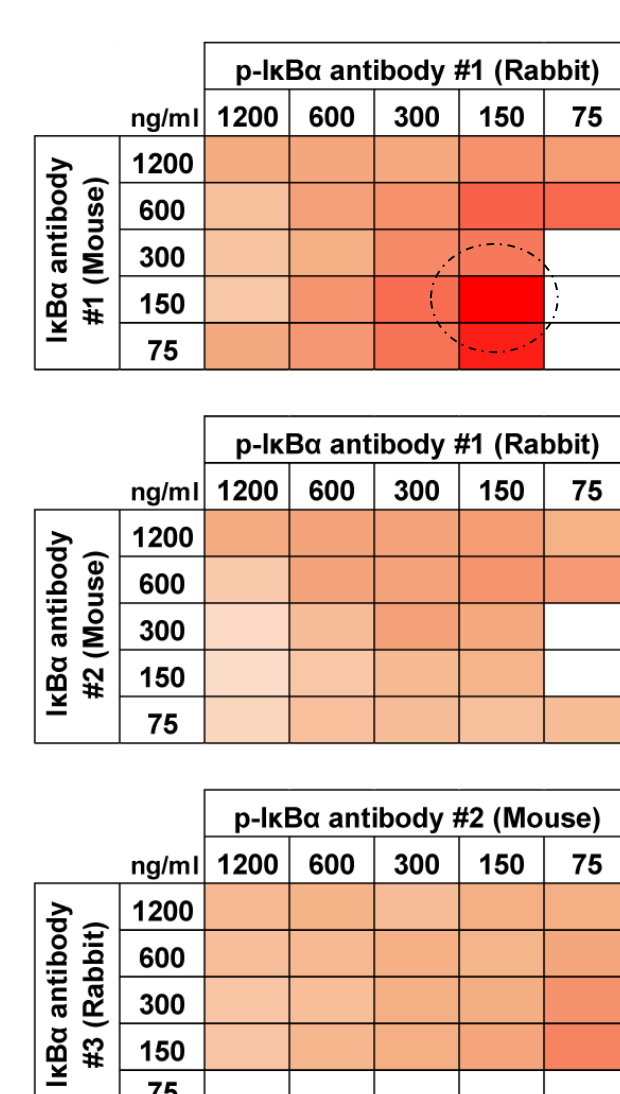 p-IκBα antibody #1 (Rabbit)
ng/ml 1200 600 300 150 75
IκBα antibody
#1 (Mouse)
1200
600
300
150
75
p-IκBα antibody #1 (Rabbit)
ng/ml 1200 600 300 150 75
IκBα antibody
#2 (Mouse)
1200
600
300
150
75
p-IκBα antibody #2 (Mouse)
ng/ml 1200 600 300 150 75
IκBα antibody
#3 (Rabbit)
1200
600
300
150
75